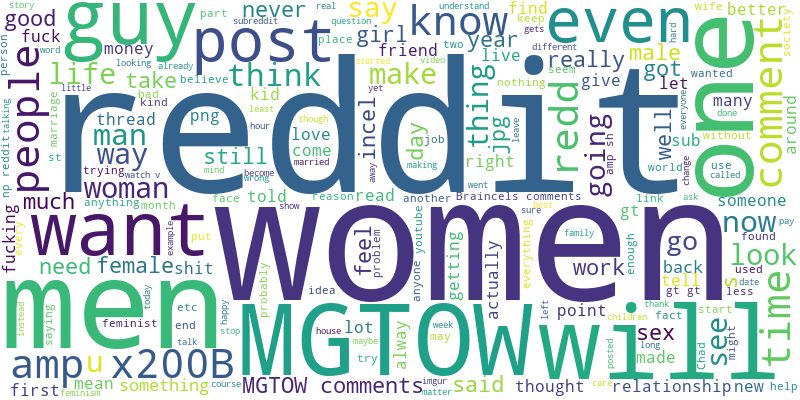 story
part
subreddit
real
question
understand
keep
gets
wife
good
fuck
guy
post
never
say
know
even
one
find
better
person
money
place
girl
two
year
different
hard
society
word
looking
already
believe
friend
live
really
male
wanted
reddit
life
take
think
make
thing
seem
got
comment
people
little
bad
kid
started
video
nothing
give
let
everyone
many
kind
hour
least
though
yet
jpg
redd
going
well
done
without
around
marriage
man
thread
png
love
incel
day
job
leave
sub
amp sh
np reddit
talking
st
way
trying
still
come
married
away
making
right
world
change
use
called
woman
watch v
mind
become
wrong
went
much
anything
month
face
told
reason
read
another
Braincels comments
gt
link
ask
someone
fucking
every
want
women
example
put
show
sure
best
now
pay
need
female
shit
feel
problem
anyone
youtube
getting
everything
family
enough
go
back
found
used
look
s
men
today
etc
happy
probably
idea
actually
work
tell
gt gt
less
date
time
instead
saying
feminist
end
talk
stop
MGTOW
will
house
maybe
lot
try
week
may
alway
point
left
children
thank
fact
start
sex
see
long
made
Chad
might
amp
u
x200B
first
feminism
mean
something
course
MGTOW comments
imgur
matter
said
thought
posted
care
relationship
new
help